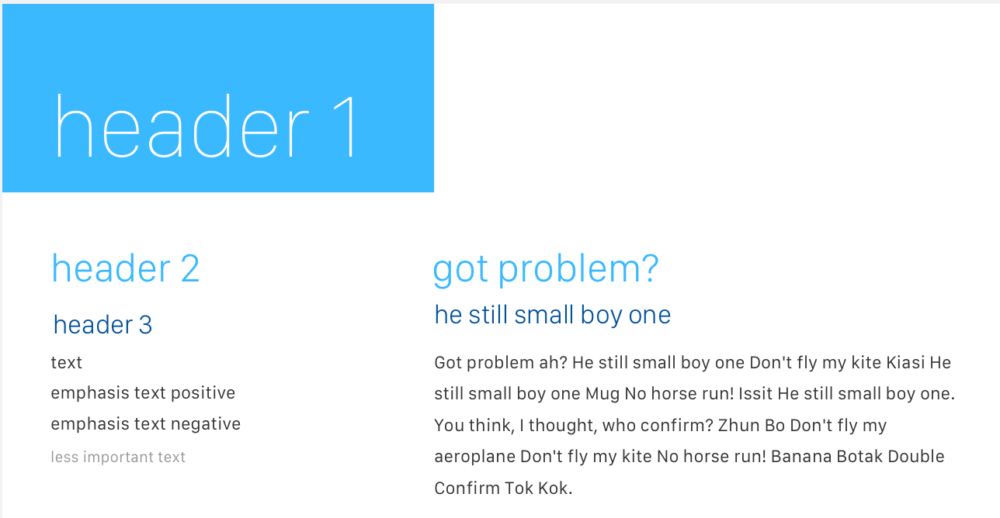 header 1
header 2
header 3
text
emphasis text positive
emphasis text negative
less important text
got problem?
he still small boy one
Got problem ah? He still small boy one Don't fly my kite Kiasi He
still small boy one Mug No horse run! Issit He still small boy one.
You think, I thought, who confirm? Zhun Bo Don't fly my
aeroplane Don't fly my kite No horse run! Banana Botak Double
Confirm Tok Kok.